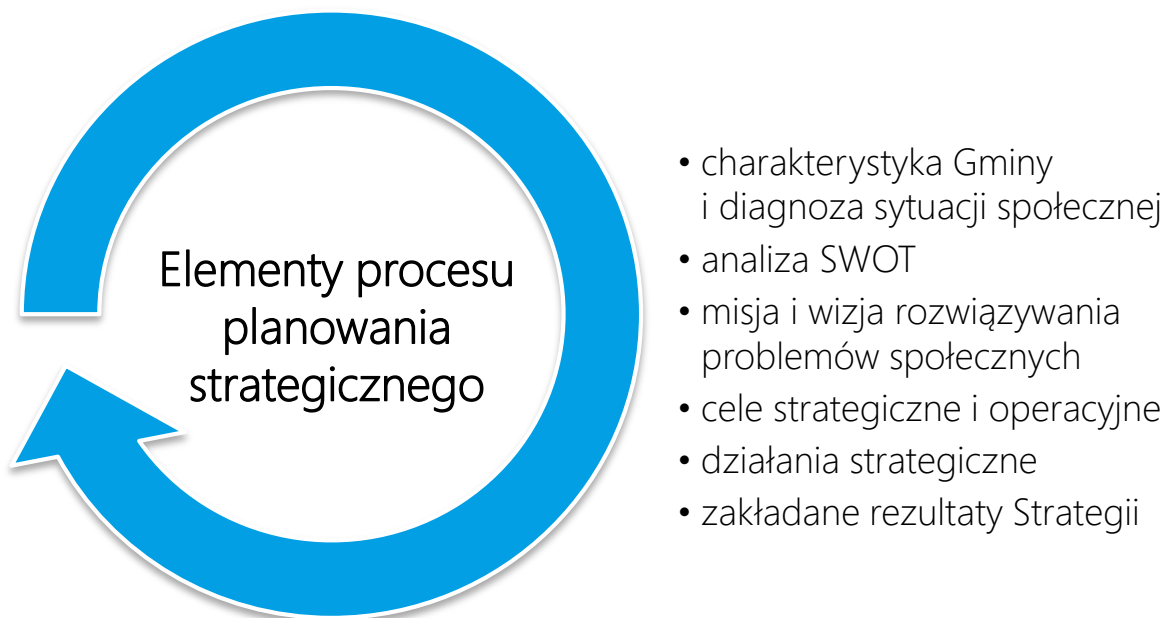 Elementy procesu
planowania
strategicznego
• charakterystyka Gminy
i diagnoza sytuacji społecznej
• analiza SWOT
• misja i wizja rozwiązywania
problemów społecznych
• cele strategiczne i operacyjne
• działania strategiczne
• zakładane rezultaty Strategii